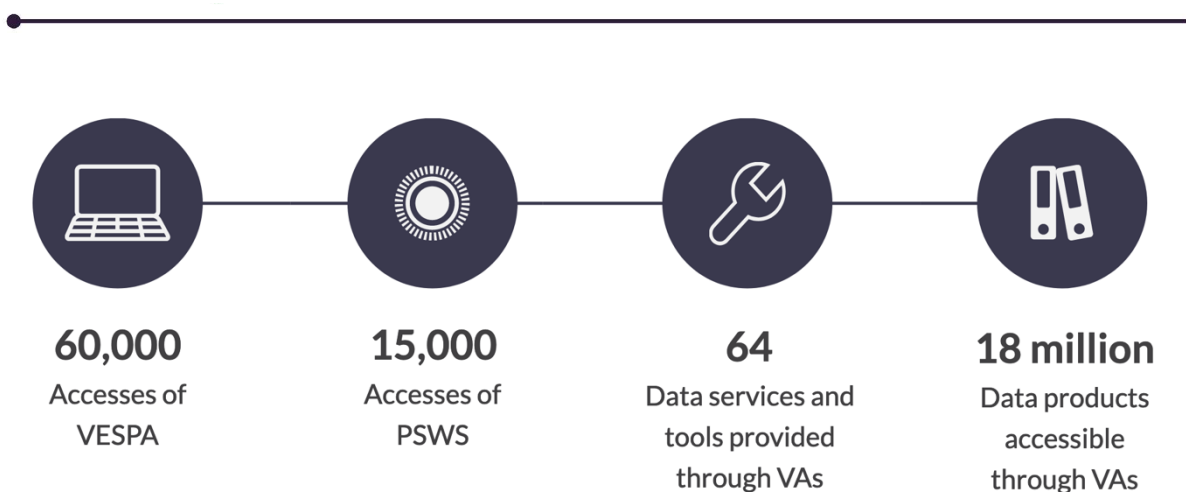 60,000
Accesses of
VESPA
15,000
Accesses of
PSWS
64
Data services and
tools provided
through VAs
18 million
Data products
accessible
through VAs